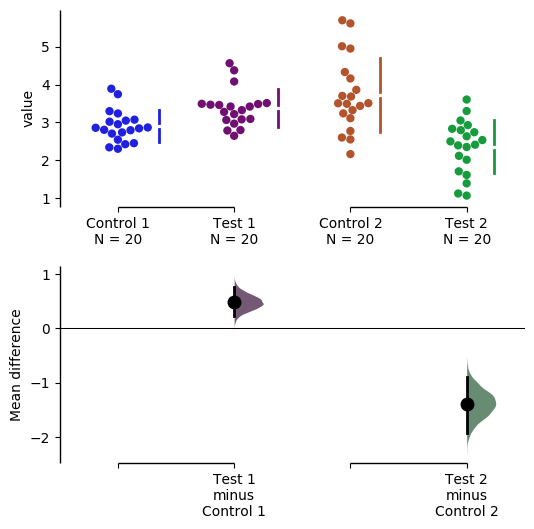 5
4
3
2
1
value
Control 1
N = 20
Test 1
N = 20
Control 2
N = 20
Test 2
N = 20
1
0
−1
−2
Mean difference
Test 1
minus
Control 1
Test 2
minus
Control 2